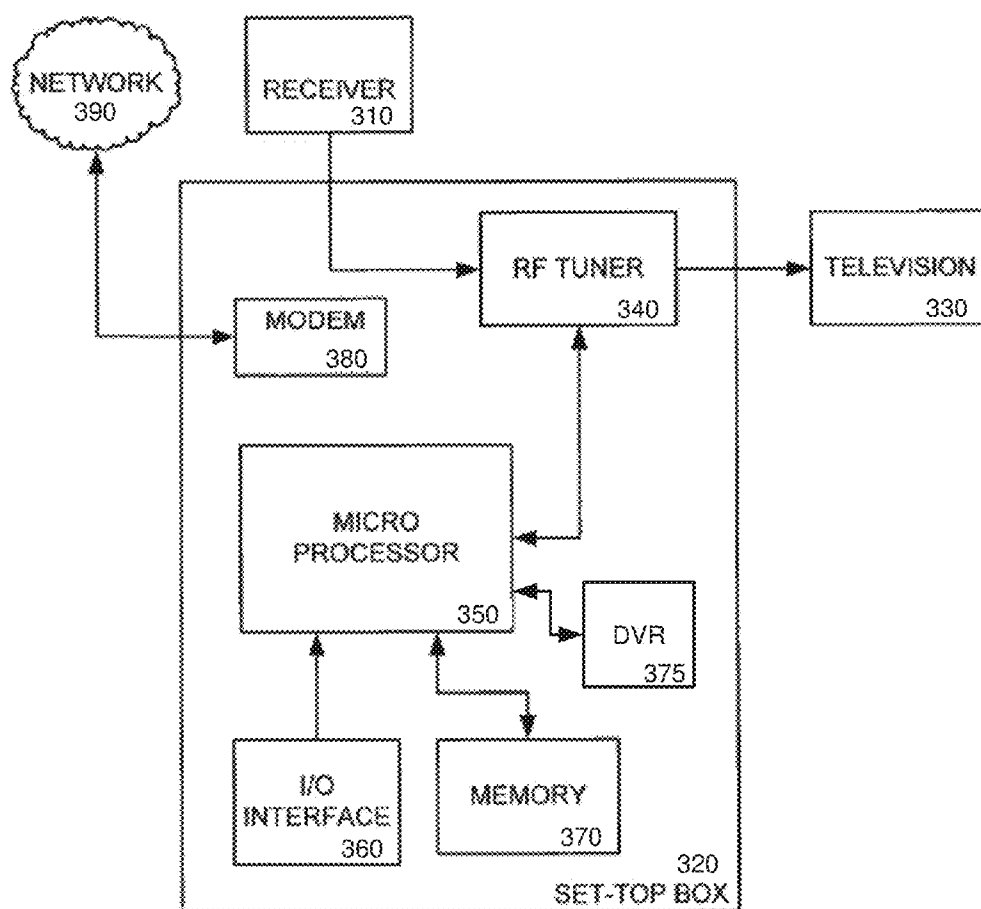 NETWORK
390
RECEIVER
310
RF TUNER
340
TELEVISION
330
MODEM
380
MICRO
PROCESSOR
350
DVR
375
I/O
INTERFACE
360
MEMORY
370
320
SET-TOP BOX